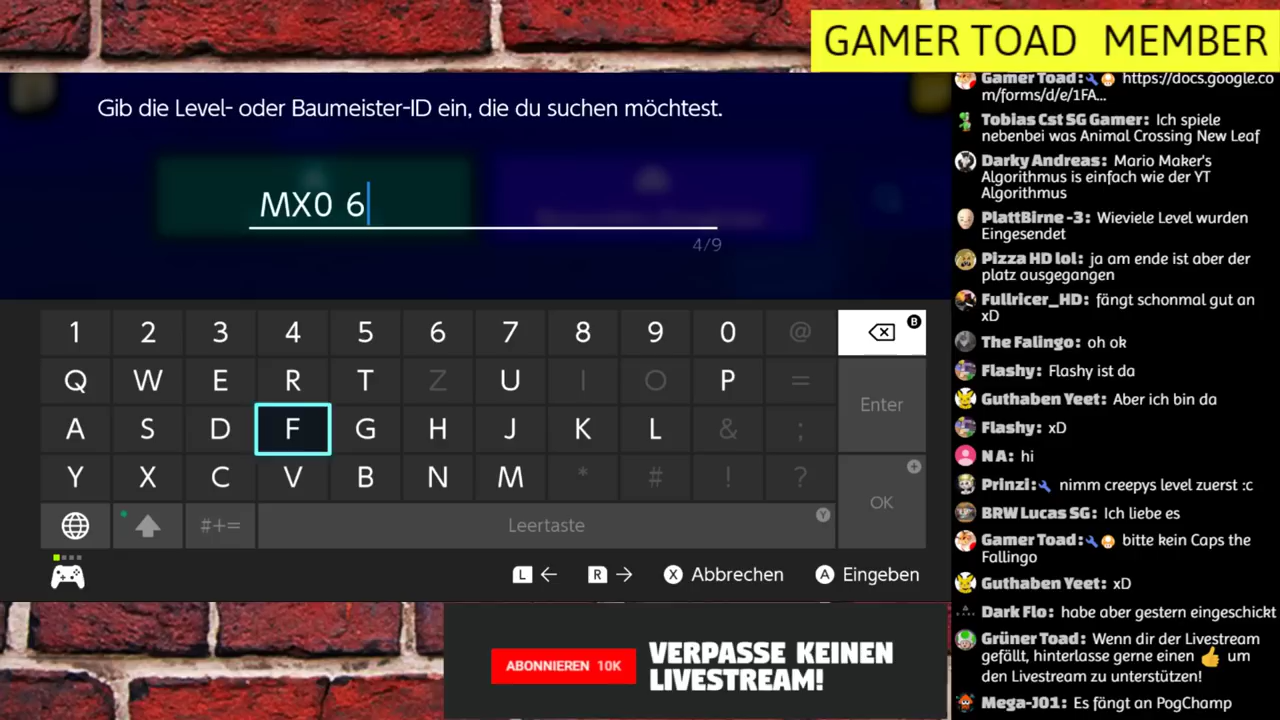 GAMER TOAD MEMBER
Gib die Level- oder Baumeister-ID ein, die du suchen möchtest.
MX0 6
4/9
1 2 3 4 5 6 7 8 9 0 @ B
Q W E R T Z U I O P =
Enter
A S D F G H J K L & ;
Y X C V B N M * # ! ?
OK
#+= Leertaste Y
L ← R → X Abbrechen A Eingeben
ABONNIEREN 10K
VERPASSE KEINEN
LIVESTREAM!
Gamer Toad: https://docs.google.co
m/forms/d/e/1FA...
Tobias Cst SG Gamer: Ich spiele
nebenbei was Animal Crossing New Leaf
Darky Andreas: Mario Maker's
Algorithmus is einfach wie der YT
Algorithmus
PlattBirne -3: Wieviele Level wurden
Eingesendet
Pizza HD lol: ja am ende ist aber der
platz ausgegangen
Fullricer_HD: fängt schonmal gut an
xD
The Falingo: oh ok
Flashy: Flashy ist da
Guthaben Yeet: Aber ich bin da
Flashy: xD
N A: hi
Prinzi: nimm creepys level zuerst :c
BRW Lucas SG: Ich liebe es
Gamer Toad: bitte kein Caps the
Fallingo
Guthaben Yeet: xD
Dark Flo: habe aber gestern eingeschickt
Grüner Toad: Wenn dir der Livestream
gefällt, hinterlasse gerne einen 👍 um
den Livestream zu unterstützen!
Mega-J01: Es fängt an PogChamp